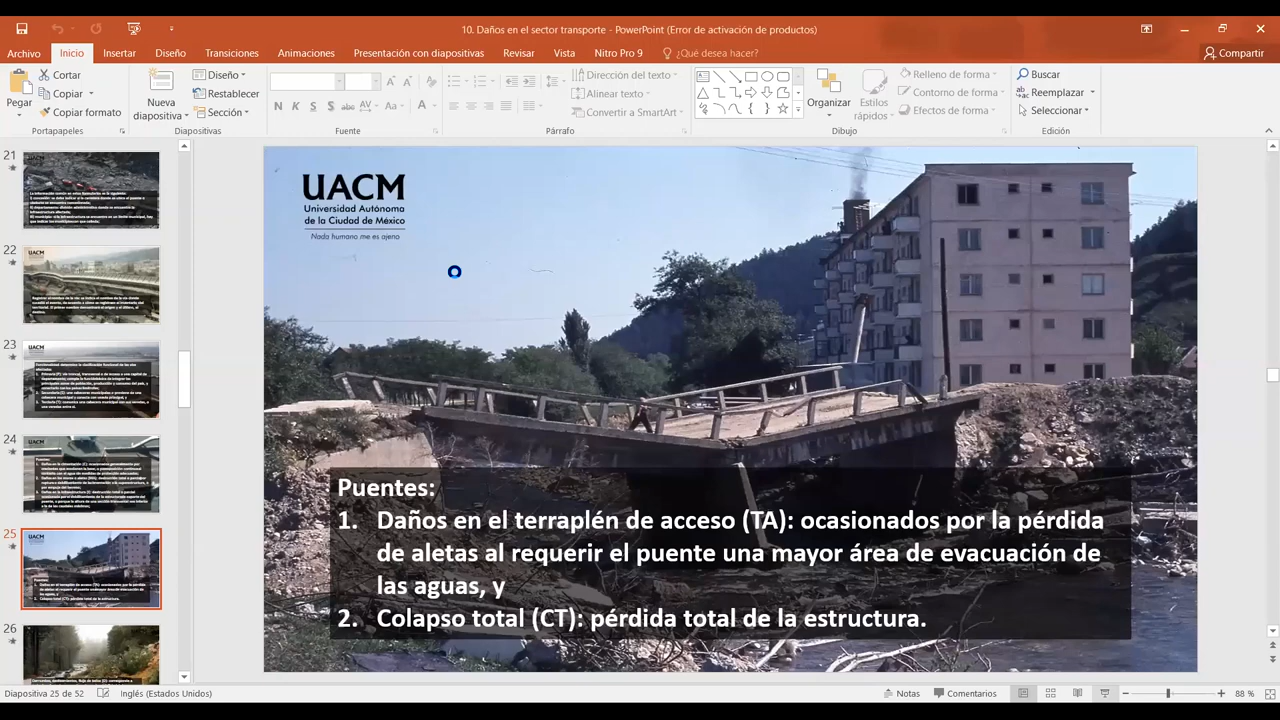 10. Daños en el sector transporte - PowerPoint (Error de activación de productos)
Archivo Inicio Insertar Diseño Transiciones Animaciones Presentación con diapositivas Revisar Vista Nitro Pro 9 ¿Qué desea hacer? Compartir
Pegar
Cortar
Copiar
Copiar formato
Portapapeles
Nueva
diapositiva
Diseño
Restablecer
Sección
Diapositivas
N K S S abc AV Aa A
Fuente
Dirección del texto
Alinear texto
Convertir a SmartArt
Párrafo
Organizar
Estilos
rápidos
Relleno de forma
Contorno de forma
Efectos de forma
Dibujo
Buscar
Reemplazar
Seleccionar
Edición
21
22
23
24
25
26
UACM
Universidad Autónoma
de la Ciudad de México
Nada humano me es ajeno
Puentes:
1. Daños en el terraplén de acceso (TA): ocasionados por la pérdida
de aletas al requerir el puente una mayor área de evacuación de
las aguas, y
2. Colapso total (CT): pérdida total de la estructura.
Diapositiva 25 de 52 Inglés (Estados Unidos) Notas Comentarios 88 %